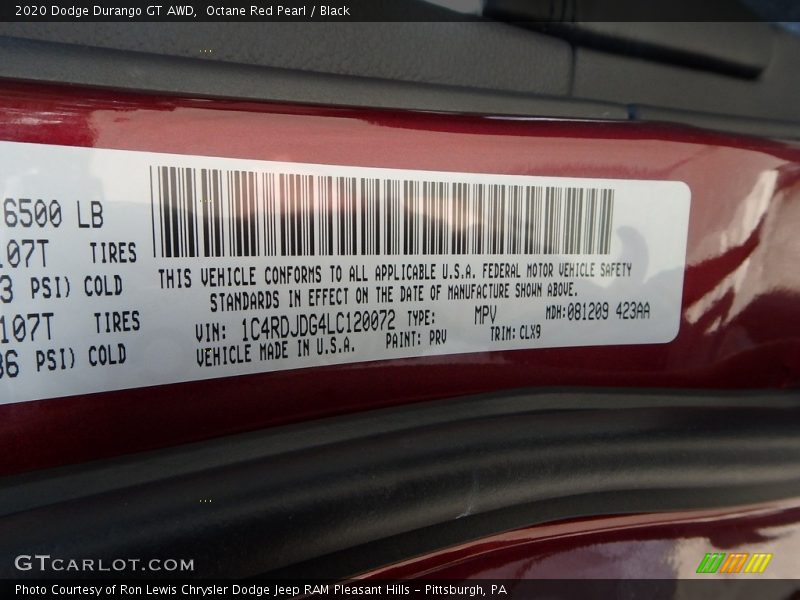 2020 Dodge Durango GT AWD, Octane Red Pearl / Black
6500 LB
107T TIRES
3 PSI) COLD
107T TIRES
36 PSI) COLD
THIS VEHICLE CONFORMS TO ALL APPLICABLE U.S.A. FEDERAL MOTOR VEHICLE SAFETY
STANDARDS IN EFFECT ON THE DATE OF MANUFACTURE SHOWN ABOVE.
VIN: 1C4RDJDG4LC120072 TYPE: MPV MDH:081209 423AA
VEHICLE MADE IN U.S.A. PAINT: PRV TRIM: CLX9
GTCARLOT.COM
Photo Courtesy of Ron Lewis Chrysler Dodge Jeep RAM Pleasant Hills - Pittsburgh, PA